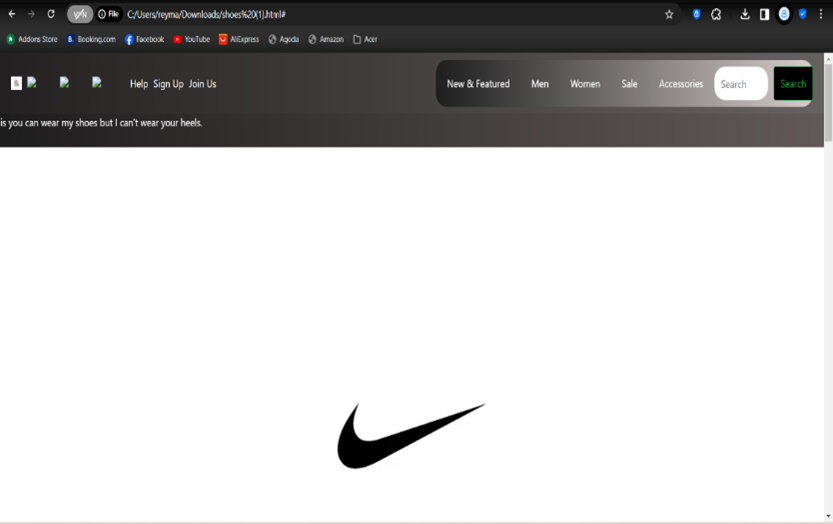 File C:/Users/reyma/Downloads/shoes%20(1).html#
Addons Store Booking.com Facebook YouTube AliExpress Agoda Amazon Acer
Help Sign Up Join Us New & Featured Men Women Sale Accessories Search Search
is you can wear my shoes but I can't wear your heels.